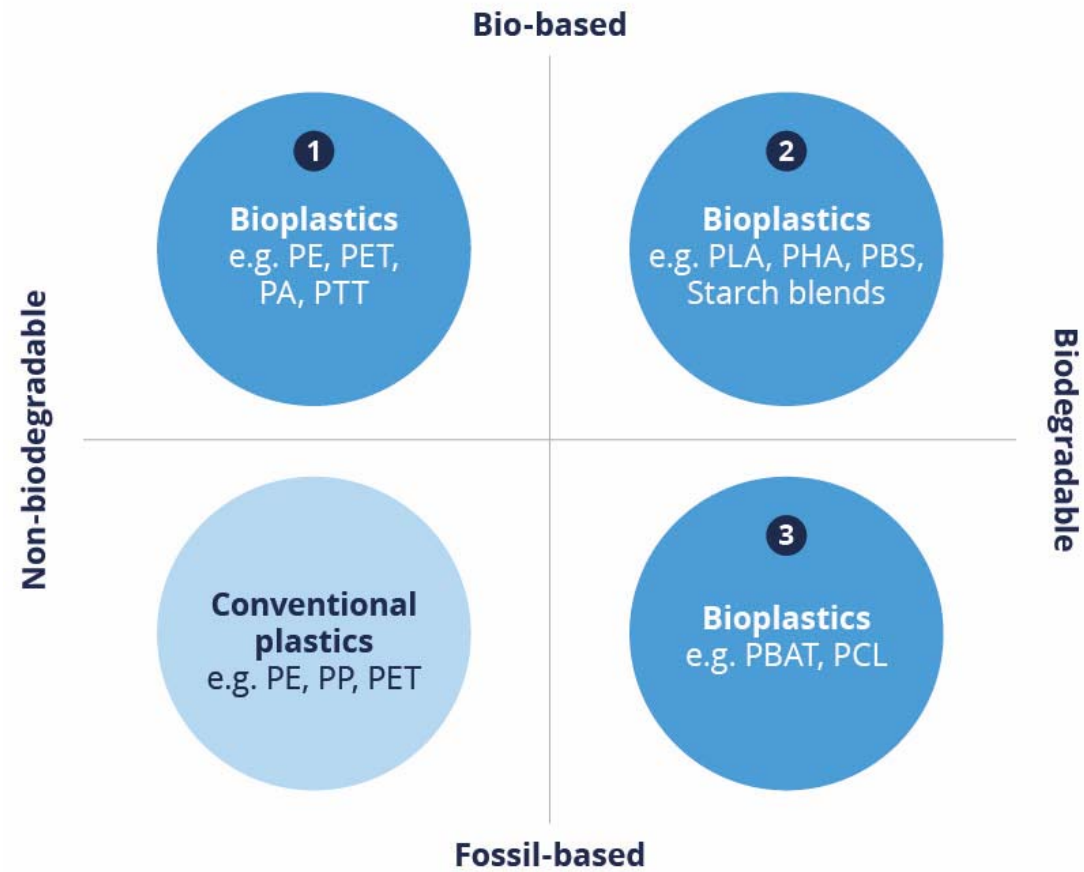 Bio-based
1
Bioplastics
e.g. PE, PET,
PA, PTT
2
Bioplastics
e.g. PLA, PHA, PBS,
Starch blends
Non-biodegradable
Biodegradable
Conventional
plastics
e.g. PE, PP, PET
3
Bioplastics
e.g. PBAT, PCL
Fossil-based